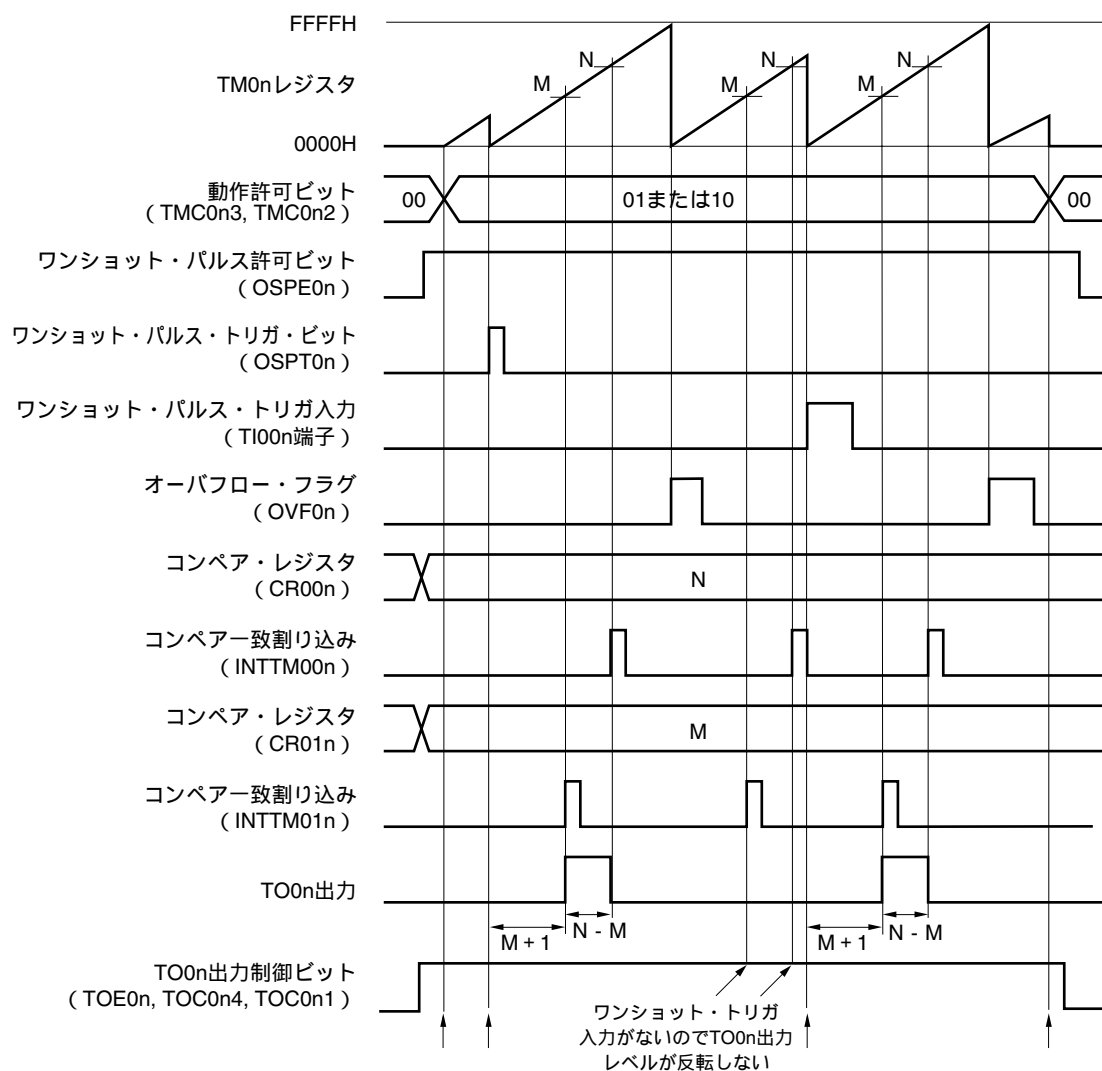 FFFFH
TM0nレジスタ
0000H
M
N
M
N
M
N
動作許可ビット
（TMC0n3, TMC0n2）
00
01または10
00
ワンショット・パルス許可ビット
（OSPE0n）
ワンショット・パルス・トリガ・ビット
（OSPT0n）
ワンショット・パルス・トリガ入力
（TI00n端子）
オーバフロー・フラグ
（OVF0n）
コンペア・レジスタ
（CR00n）
N
コンペア一致割り込み
（INTTM00n）
コンペア・レジスタ
（CR01n）
M
コンペア一致割り込み
（INTTM01n）
TO0n出力
M + 1
N - M
M + 1
N - M
TO0n出力制御ビット
（TOE0n, TOC0n4, TOC0n1）
ワンショット・トリガ
入力がないのでTO0n出力
レベルが反転しない